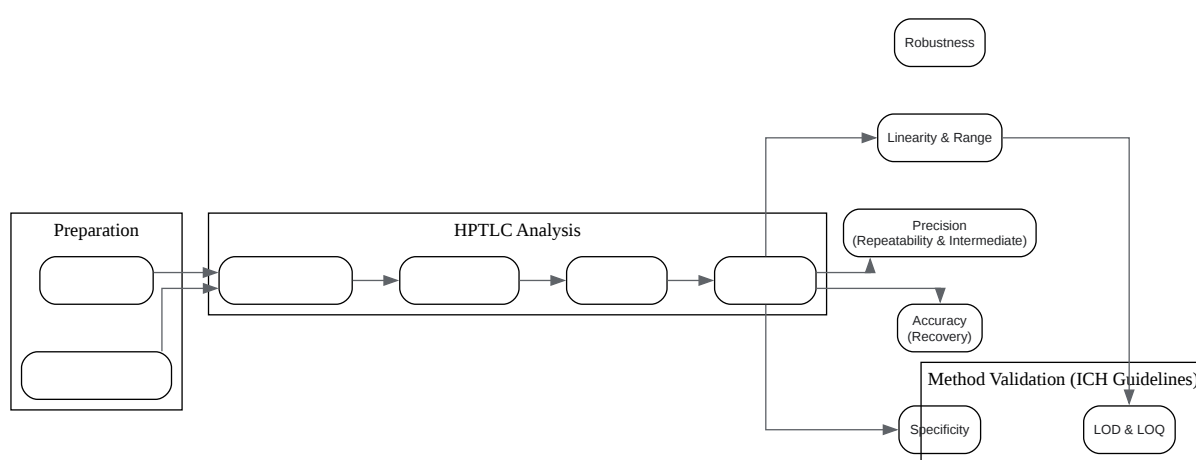 Robustness
Linearity & Range
Preparation
HPTLC Analysis
Precision
(Repeatability & Intermediate)
Accuracy
(Recovery)
Method Validation (ICH Guidelines)
Specificity
LOD & LOQ